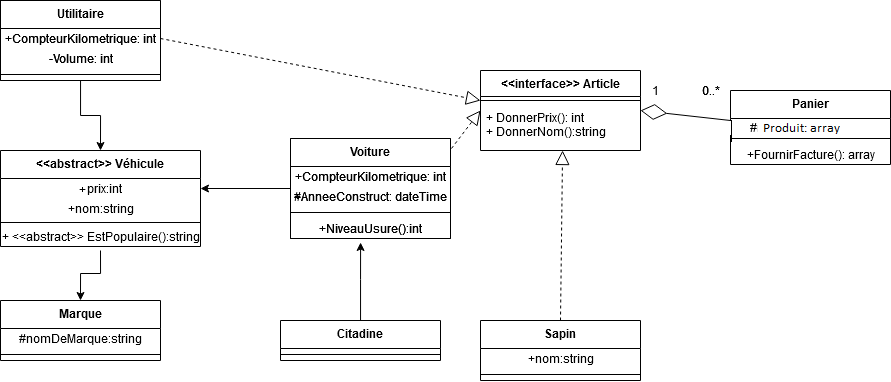 Utilitaire
+CompteurKilometrique: int
-Volume: int
<<interface>> Article
+ DonnerPrix(): int
+ DonnerNom():string
1
0..*
Panier
# Produit: array
+FournirFacture(): array
<<abstract>> Véhicule
+prix:int
+nom:string
+ <<abstract>> EstPopulaire():string
Voiture
+CompteurKilometrique: int
#AnneeConstruct: dateTime
+NiveauUsure():int
Marque
#nomDeMarque:string
Citadine
Sapin
+nom:string